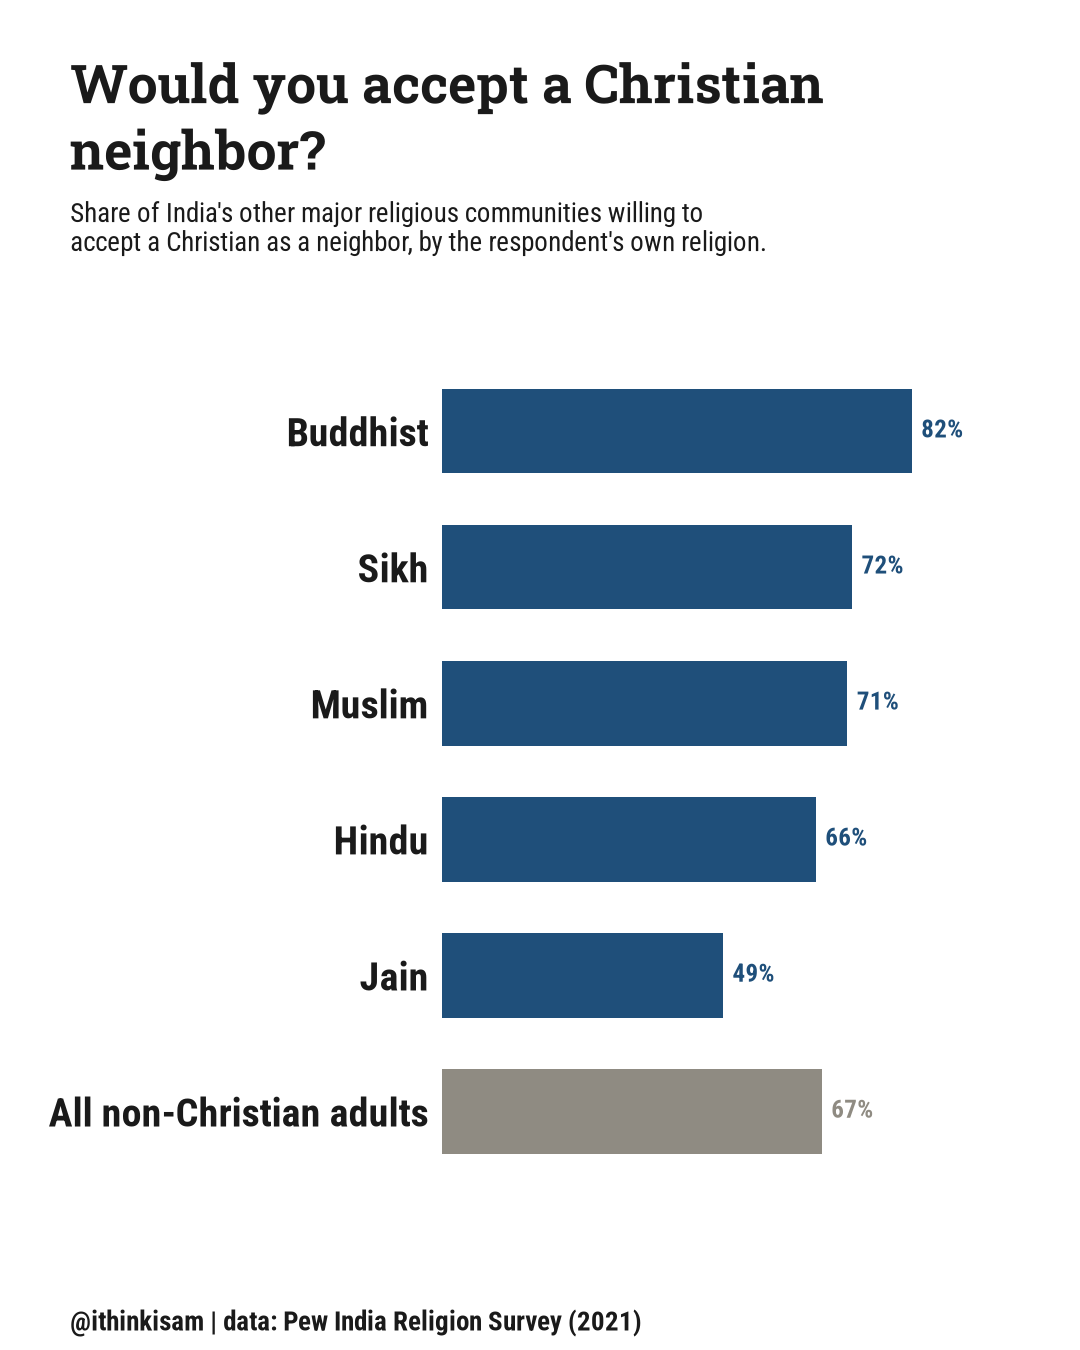 Would you accept a Christian
neighbor?
Share of India's other major religious communities willing to
accept a Christian as a neighbor, by the respondent's own religion.
Buddhist 82%
Sikh 72%
Muslim 71%
Hindu 66%
Jain 49%
All non-Christian adults 67%
@ithinkisam | data: Pew India Religion Survey (2021)